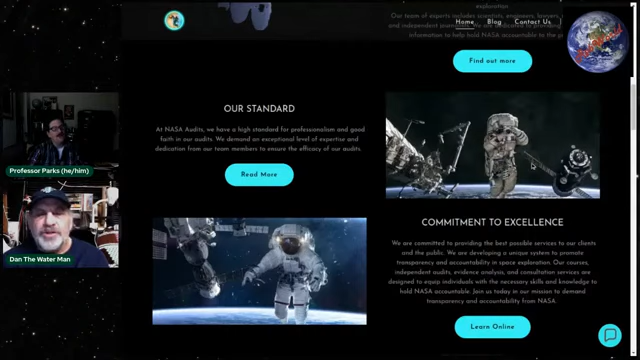 exploration.
Our team of experts includes scientists, engineers, lawyers,
and independent
information to help hold NASA accountable to the
Home
Blog
Contact Us
Find out more
OUR STANDARD
At NASA Audits, we have a high standard for professionalism and good
faith in our audits. We demand an exceptional level of expertise and
dedication from our team members to ensure the efficacy of our audits.
Read More
Professor Parks (he/him)
Dan The Water Man
COMMITMENT TO EXCELLENCE
We are committed to providing the best possible services to our clients
and the public. We are developing a unique system to promote
transparency and accountability in space exploration. Our courses,
independent audits, evidence analysis, and consultation services are
designed to equip individuals with the necessary skills and knowledge to
hold NASA accountable. Join us today in our mission to demand
transparency and accountability from NASA.
Learn Online